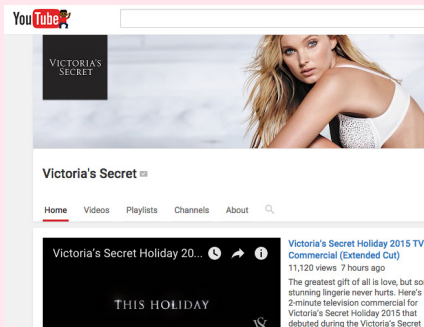 YouTube
VICTORIA'S
SECRET
Victoria's Secret
Home Videos Playlists Channels About
Victoria's Secret Holiday 20...
THIS HOLIDAY
VS
Victoria's Secret Holiday 2015 TV
Commercial (Extended Cut)
11,120 views 7 hours ago
The greatest gift of all is love, but
stunning lingerie never hurts. Here's
2-minute television commercial for
Victoria's Secret Holiday 2015 that
debuted during the Victoria's Secret